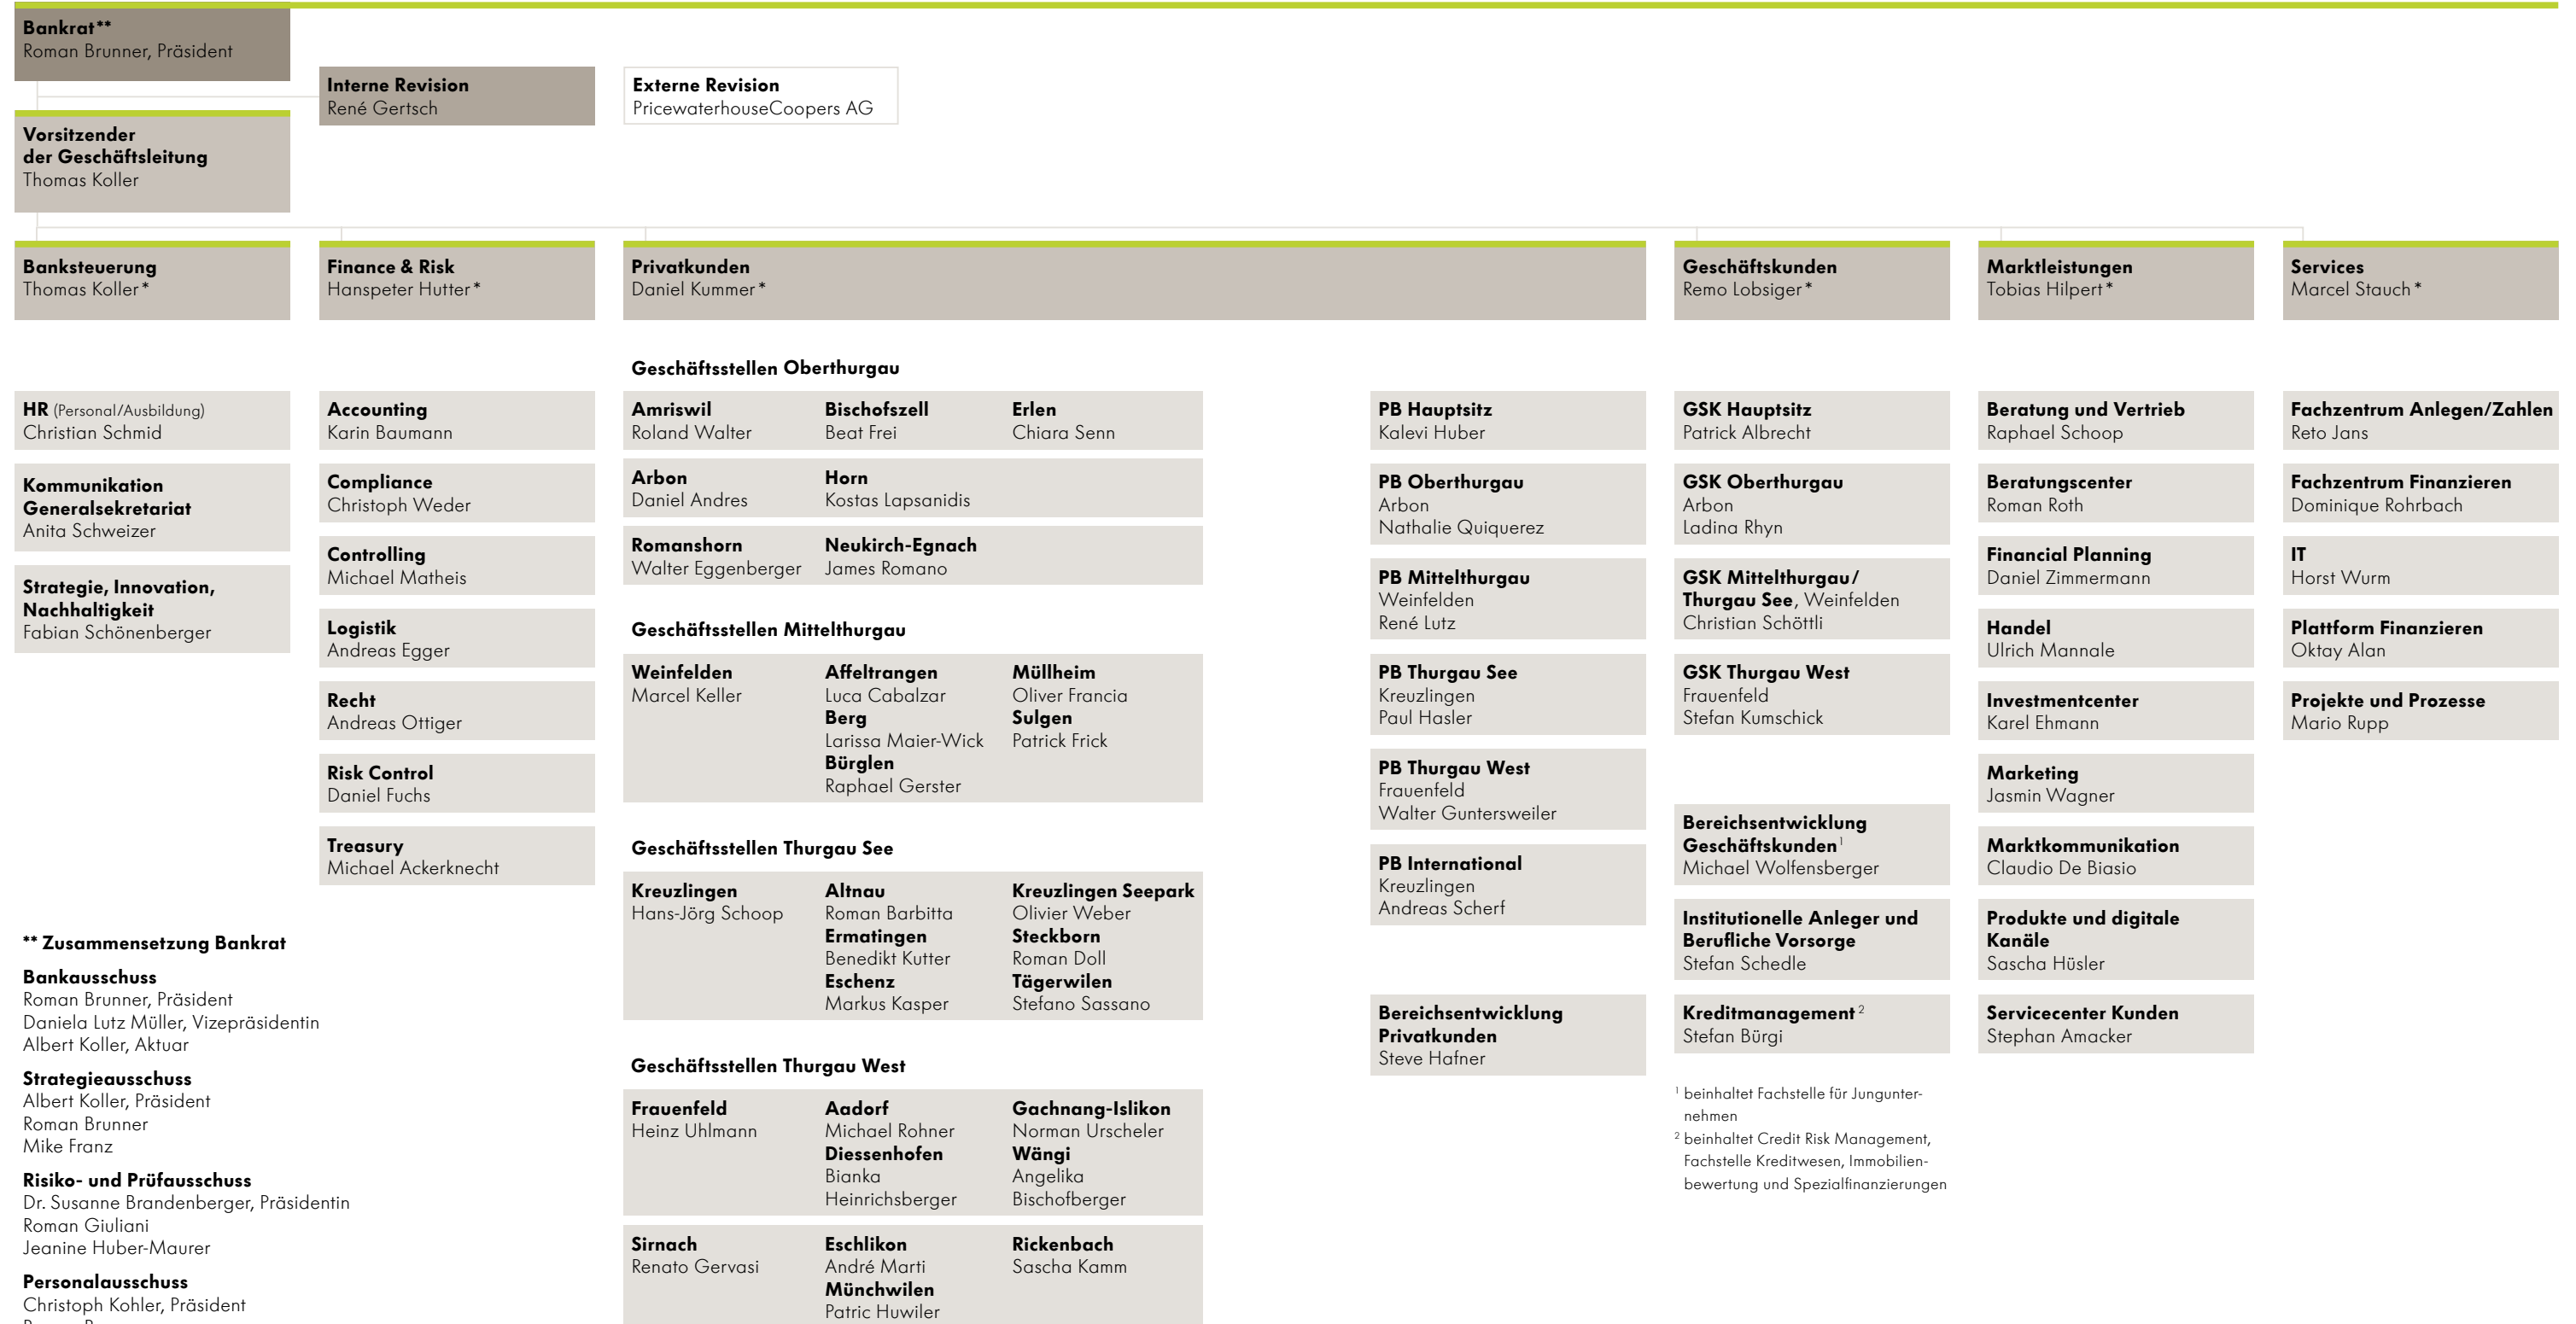 Bankrat**
Roman Brunner, Präsident
Interne Revision
René Gertsch
Externe Revision
PricewaterhouseCoopers AG
Vorsitzender
der Geschäftsleitung
Thomas Koller
Banksteuerung
Thomas Koller*
Finance & Risk
Hanspeter Hutter*
Privatkunden
Daniel Kummer*
Geschäftskunden
Remo Lobsiger*
Marktleistungen
Tobias Hilpert*
Services
Marcel Stauch*
HR (Personal/Ausbildung)
Christian Schmid
Kommunikation
Generalsekretariat
Anita Schweizer
Strategie, Innovation,
Nachhaltigkeit
Fabian Schönenberger
Accounting
Karin Baumann
Compliance
Christoph Weder
Controlling
Michael Matheis
Logistik
Andreas Egger
Recht
Andreas Ottiger
Risk Control
Daniel Fuchs
Treasury
Michael Ackerknecht
Geschäftsstellen Oberthurgau
Amriswil
Roland Walter
Bischofszell
Beat Frei
Erlen
Chiara Senn
Arbon
Daniel Andres
Horn
Kostas Lapsanidis
Romanshorn
Walter Eggenberger
Neukirch-Egnach
James Romano
Geschäftsstellen Mittelthurgau
Weinfelden
Marcel Keller
Affeltrangen
Luca Cabalzar
Berg
Larissa Maier-Wick
Bürglen
Raphael Gerster
Müllheim
Oliver Francia
Sulgen
Patrick Frick
Geschäftsstellen Thurgau See
Kreuzlingen
Hans-Jörg Schoop
Altnau
Roman Barbitta
Ermatingen
Benedikt Kutter
Eschenz
Markus Kasper
Kreuzlingen Seepark
Olivier Weber
Steckborn
Roman Doll
Tägerwilen
Stefano Sassano
Geschäftsstellen Thurgau West
Frauenfeld
Heinz Uhlmann
Aadorf
Michael Rohner
Diessenhofen
Bianka
Heinrichsberger
Gachnang-Islikon
Norman Urscheler
Wängi
Angelika
Bischofberger
Sirnach
Renato Gervasi
Eschlikon
André Marti
Münchwilen
Patric Huwiler
Rickenbach
Sascha Kamm
PB Hauptsitz
Kalevi Huber
PB Oberthurgau
Arbon
Nathalie Quiquerez
PB Mittelthurgau
Weinfelden
René Lutz
PB Thurgau See
Kreuzlingen
Paul Hasler
PB Thurgau West
Frauenfeld
Walter Guntersweiler
PB International
Kreuzlingen
Andreas Scherf
Bereichsentwicklung
Privatkunden
Steve Hafner
GSK Hauptsitz
Patrick Albrecht
GSK Oberthurgau
Arbon
Ladina Rhyn
GSK Mittelthurgau/
Thurgau See, Weinfelden
Christian Schöttli
GSK Thurgau West
Frauenfeld
Stefan Kumschick
Bereichsentwicklung
Geschäftskunden¹
Michael Wolfensberger
Institutionelle Anleger und
Berufliche Vorsorge
Stefan Schedle
Kreditmanagement²
Stefan Bürgi
¹ beinhaltet Fachstelle für Jungunter-
nehmen
² beinhaltet Credit Risk Management,
Fachstelle Kreditwesen, Immobilien-
bewertung und Spezialfinanzierungen
Beratung und Vertrieb
Raphael Schoop
Beratungscenter
Roman Roth
Financial Planning
Daniel Zimmermann
Handel
Ulrich Mannale
Investmentcenter
Karel Ehmann
Marketing
Jasmin Wagner
Marktkommunikation
Claudio De Biasio
Produkte und digitale
Kanäle
Sascha Hüsler
Servicecenter Kunden
Stephan Amacker
Fachzentrum Anlegen/Zahlen
Reto Jans
Fachzentrum Finanzieren
Dominique Rohrbach
IT
Horst Wurm
Plattform Finanzieren
Oktay Alan
Projekte und Prozesse
Mario Rupp
** Zusammensetzung Bankrat
Bankausschuss
Roman Brunner, Präsident
Daniela Lutz Müller, Vizepräsidentin
Albert Koller, Aktuar
Strategieausschuss
Albert Koller, Präsident
Roman Brunner
Mike Franz
Risiko- und Prüfausschuss
Dr. Susanne Brandenberger, Präsidentin
Roman Giuliani
Jeanine Huber-Maurer
Personalausschuss
Christoph Kohler, Präsident